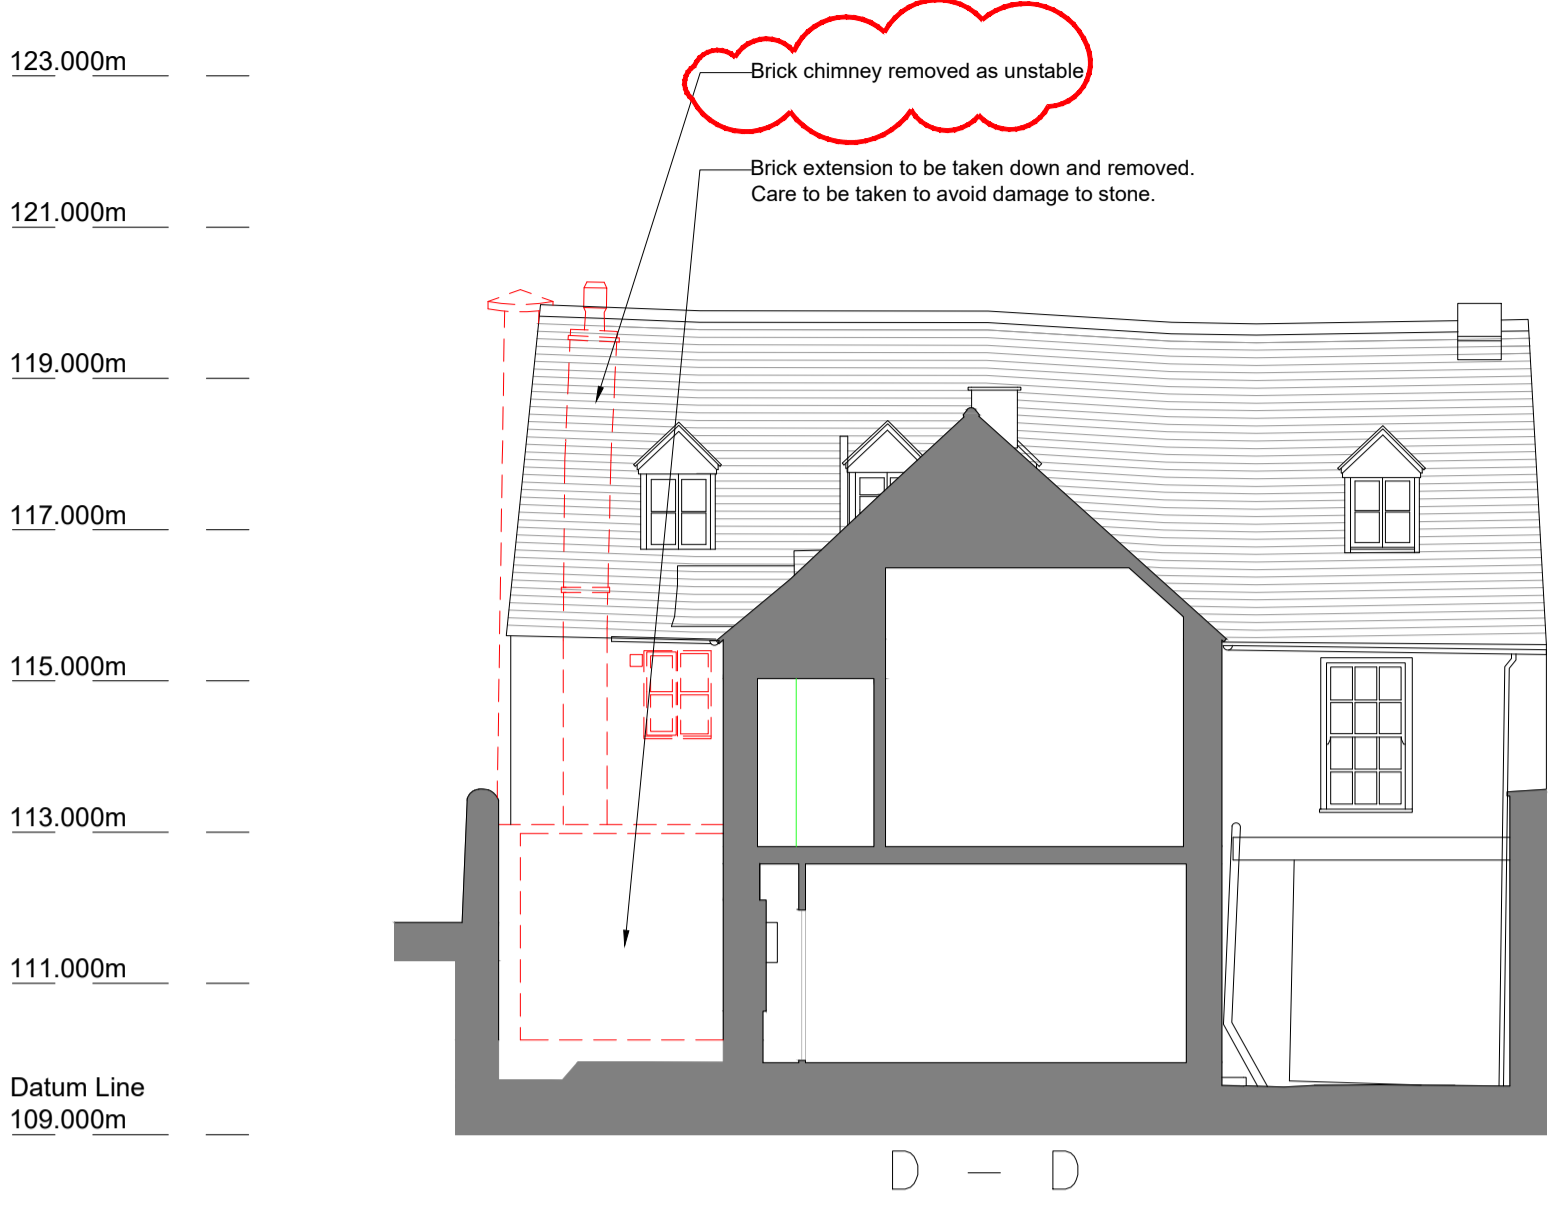 123.000m
Brick chimney removed as unstable
Brick extension to be taken down and removed.
Care to be taken to avoid damage to stone.
121.000m
119.000m
117.000m
115.000m
113.000m
111.000m
Datum Line
109.000m
D — D